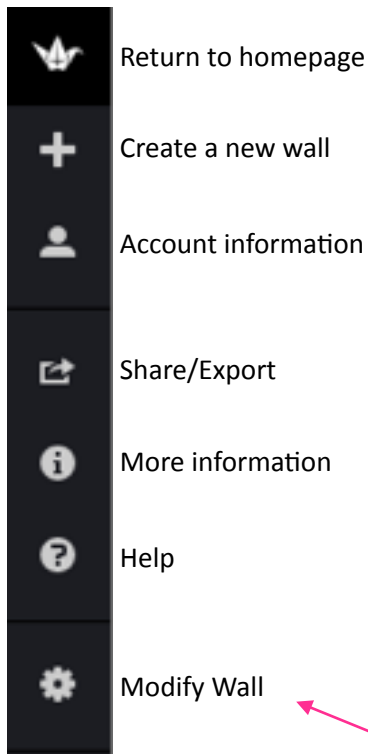 Return to homepage
Create a new wall
Account information
Share/Export
More information
Help
Modify Wall